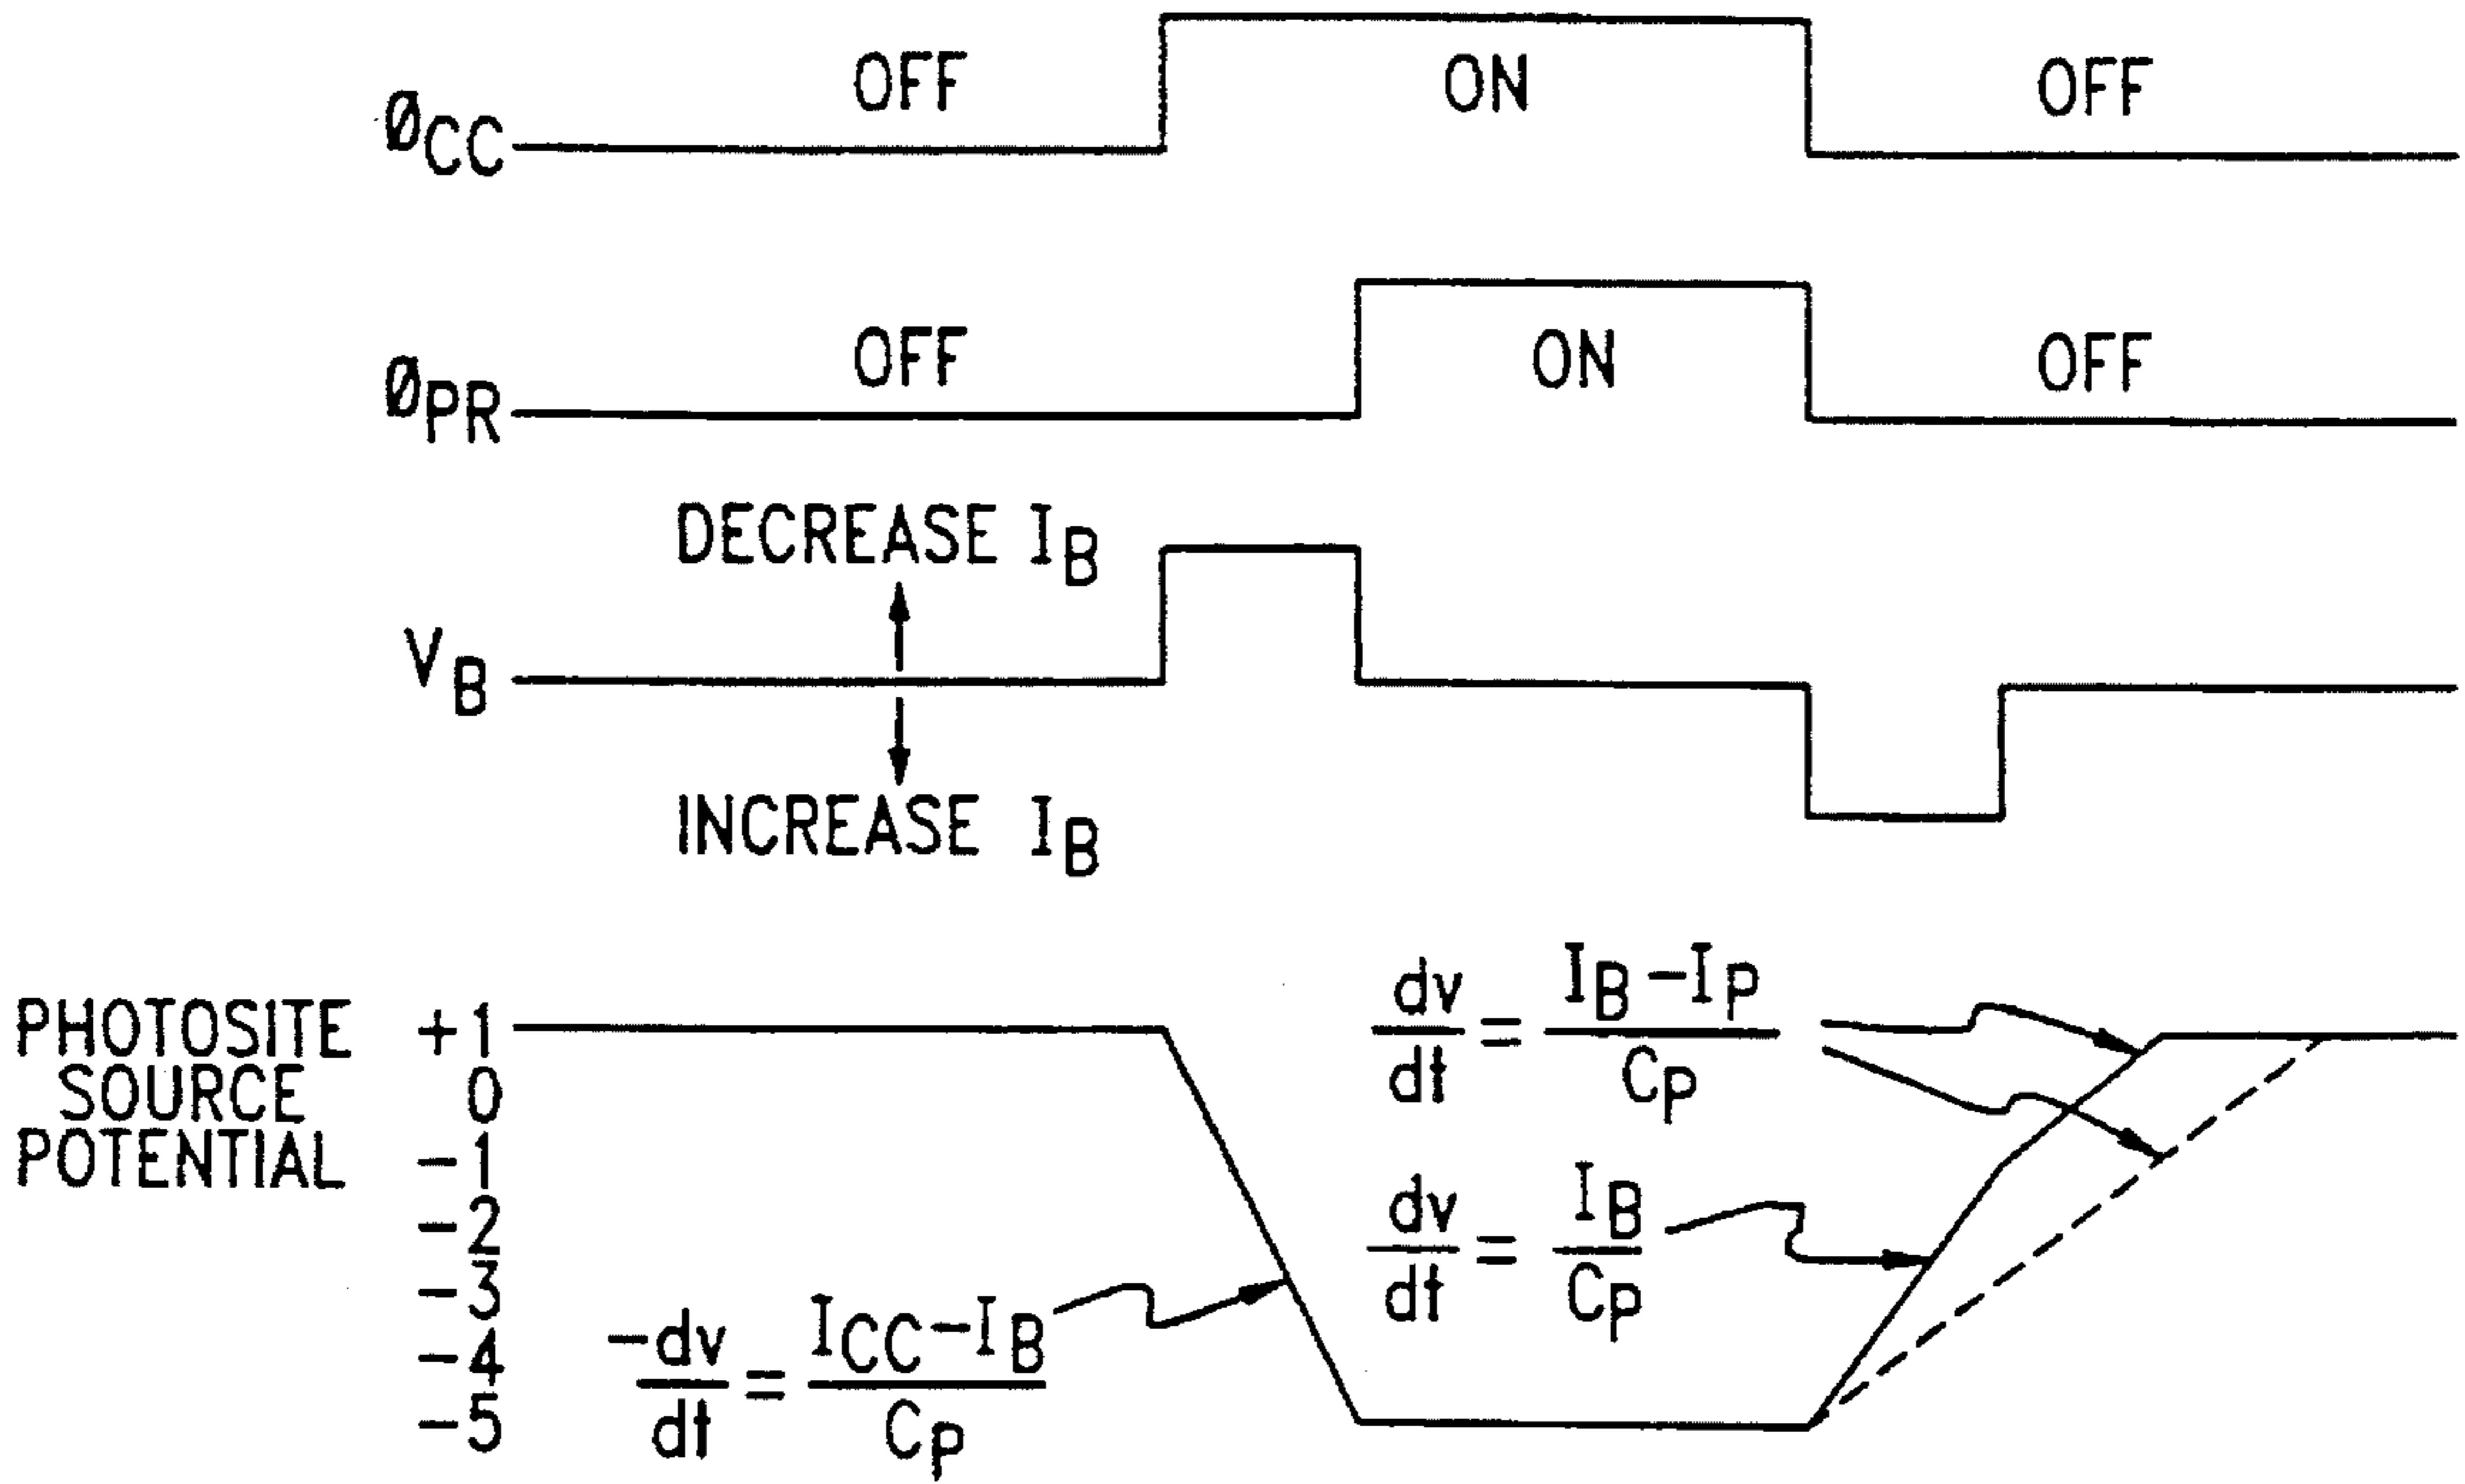 OFF ON OFF
ØCC
OFF ON OFF
ØPR
DECREASE IB
VB
INCREASE IB
PHOTOSITE
SOURCE
POTENTIAL
+1
0
-1
-2
-3
-4
-5
-dv/dt = ICC-IB/CP
dv/dt = IB-IP/CP
dv/dt = IB/CP